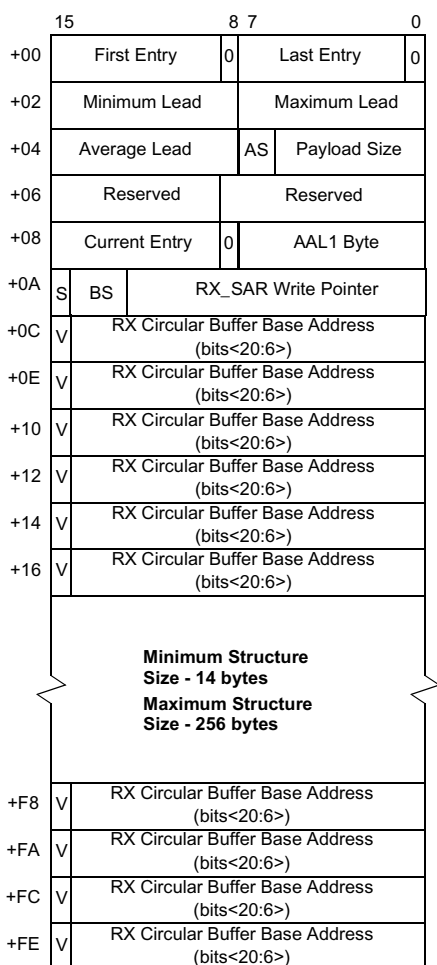 15 8 7 0
+00 First Entry 0 Last Entry 0
+02 Minimum Lead Maximum Lead
+04 Average Lead AS Payload Size
+06 Reserved Reserved
+08 Current Entry 0 AAL1 Byte
+0A S BS RX_SAR Write Pointer
+0C V RX Circular Buffer Base Address
(bits<20:6>)
+0E V RX Circular Buffer Base Address
(bits<20:6>)
+10 V RX Circular Buffer Base Address
(bits<20:6>)
+12 V RX Circular Buffer Base Address
(bits<20:6>)
+14 V RX Circular Buffer Base Address
(bits<20:6>)
+16 V RX Circular Buffer Base Address
(bits<20:6>)
Minimum Structure
Size - 14 bytes
Maximum Structure
Size - 256 bytes
+F8 V RX Circular Buffer Base Address
(bits<20:6>)
+FA V RX Circular Buffer Base Address
(bits<20:6>)
+FC V RX Circular Buffer Base Address
(bits<20:6>)
+FE V RX Circular Buffer Base Address
(bits<20:6>)